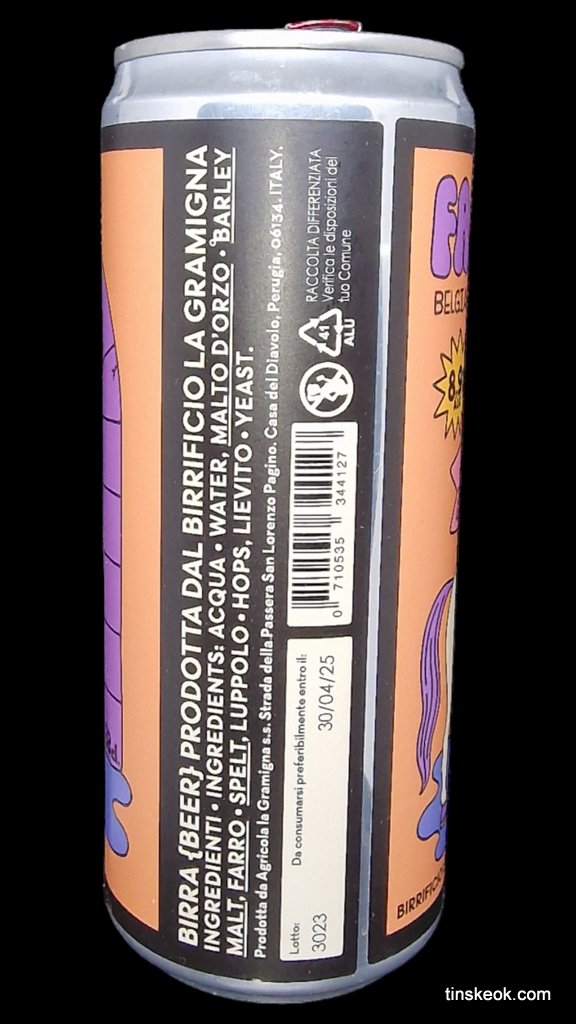 BIRRA {BEER} PRODOTTA DAL BIRRIFICIO LA GRAMIGNA
INGREDIENTI • INGREDIENTS: ACQUA • WATER, MALTO D'ORZO • BARLEY
MALT, FARRO • SPELT, LUPPOLO • HOPS, LIEVITO • YEAST.
Prodotta da Agricola la Gramigna s.s. Strada della Passera San Lorenzo Pagino. Casa del Diavolo, Perugia, 06134. ITALY.
RACCOLTA DIFFERENZIATA
Verifica le disposizioni del
tuo Comune
41
ALU
0 710535 344127
Da consumarsi preferibilmente entro il:
30/04/25
Lotto:
3023
FA
BELGIA
8,
BIRRIFICIO
tinskeok.com